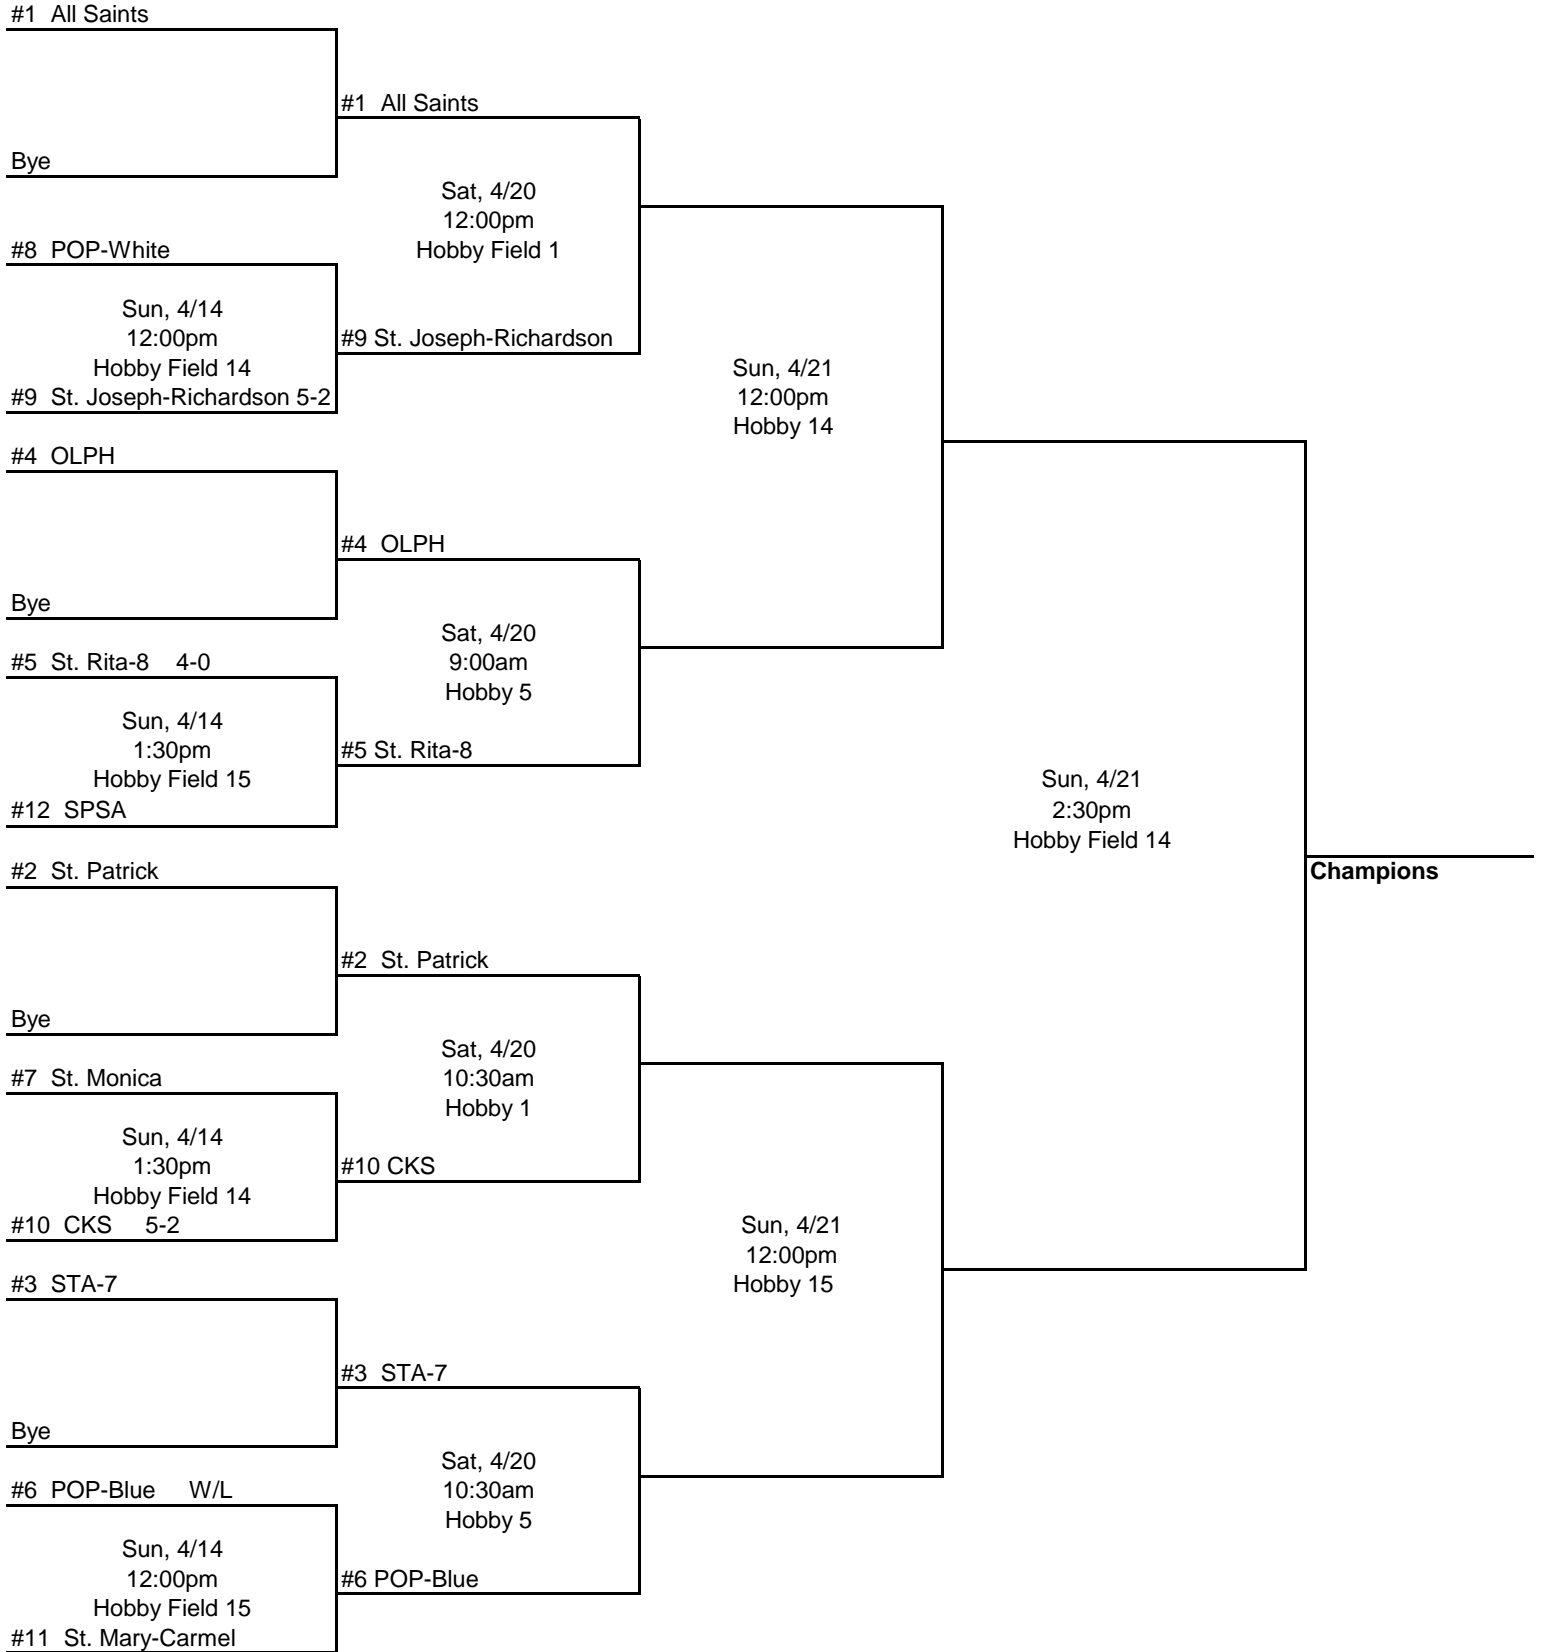 #1 All Saints
#1 All Saints
Bye
Sat, 4/20
12:00pm
Hobby Field 1
#8 POP-White
Sun, 4/14
12:00pm
Hobby Field 14
#9 St. Joseph-Richardson 5-2
#9 St. Joseph-Richardson
Sun, 4/21
12:00pm
Hobby 14
#4 OLPH
#4 OLPH
Bye
Sat, 4/20
9:00am
Hobby 5
#5 St. Rita-8 4-0
Sun, 4/14
1:30pm
Hobby Field 15
#12 SPSA
#5 St. Rita-8
Sun, 4/21
2:30pm
Hobby Field 14
Champions
#2 St. Patrick
#2 St. Patrick
Bye
Sat, 4/20
10:30am
Hobby 1
#7 St. Monica
Sun, 4/14
1:30pm
Hobby Field 14
#10 CKS 5-2
#10 CKS
Sun, 4/21
12:00pm
Hobby 15
#3 STA-7
#3 STA-7
Bye
Sat, 4/20
10:30am
Hobby 5
#6 POP-Blue W/L
Sun, 4/14
12:00pm
Hobby Field 15
#11 St. Mary-Carmel
#6 POP-Blue